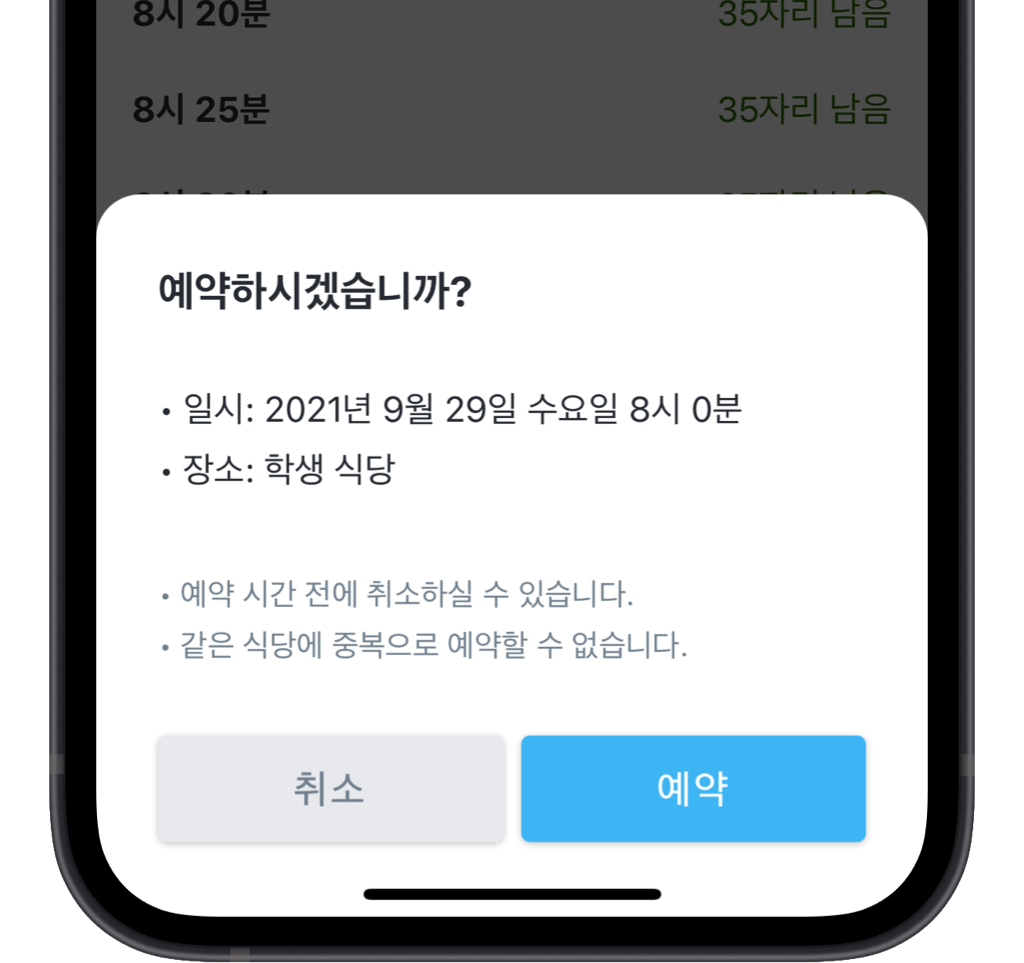 8시 20분 35자리 남음
8시 25분 35자리 남음
예약하시겠습니까?
• 일시: 2021년 9월 29일 수요일 8시 0분
• 장소: 학생 식당
• 예약 시간 전에 취소하실 수 있습니다.
• 같은 식당에 중복으로 예약할 수 없습니다.
취소 예약